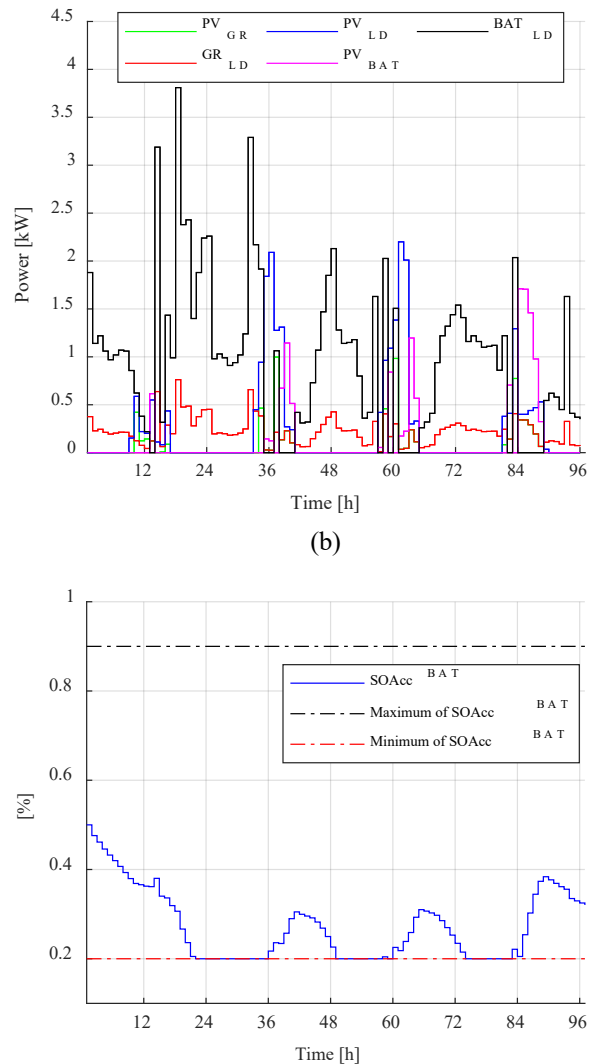 4.5
PV GR PV LD BAT LD
GR LD PV BAT
4
3.5
3
2.5
2
1.5
1
0.5
0
Power [kW]
12 24 36 48 60 72 84 96
Time [h]
(b)
1
0.8
0.6
0.4
0.2
[%]
SOAcc BAT
Maximum of SOAcc BAT
Minimum of SOAcc BAT
12 24 36 48 60 72 84 96
Time [h]